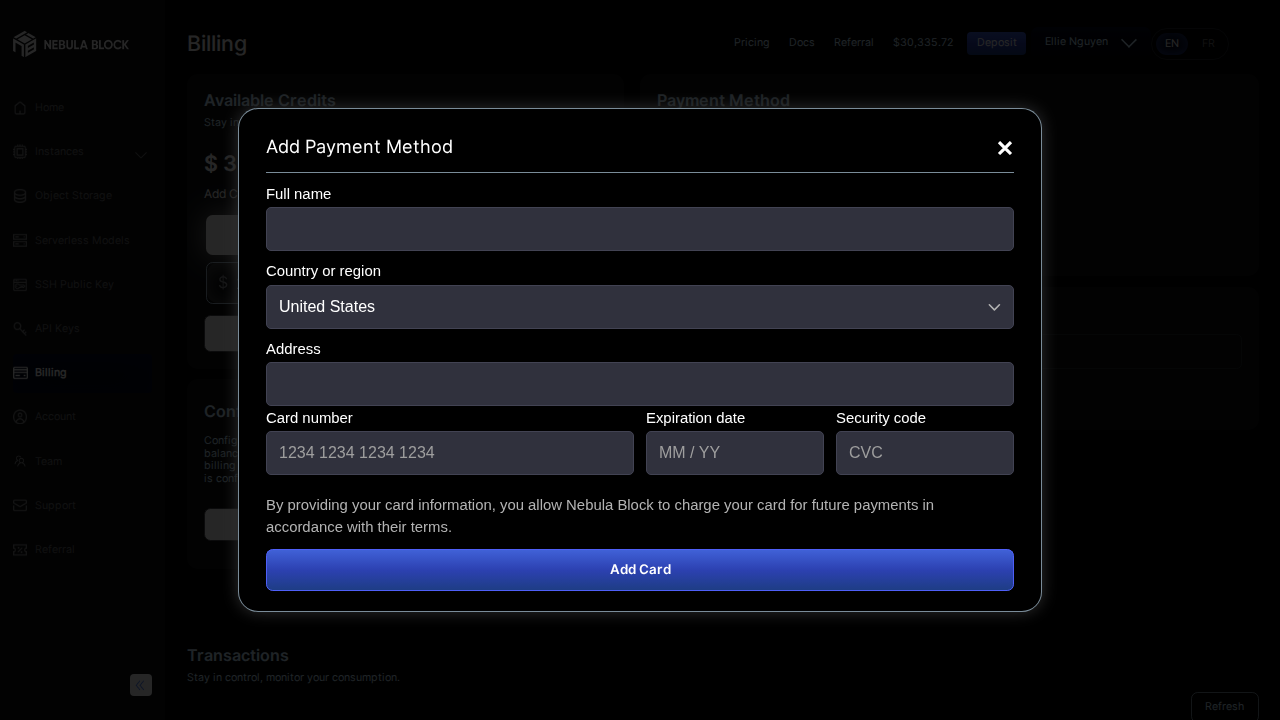 NEBULA BLOCK
Billing
Pricing
Docs
Referral
$30,335.72
Deposit
Ellie Nguyen
EN
FR
Home
Instances
Object Storage
Serverless Models
SSH Public Key
API Keys
Billing
Account
Team
Support
Referral
Available Credits
Stay in
$ 3
Add C
$
Payment Method
Add Payment Method
Full name
Country or region
United States
Address
Card number
Expiration date
Security code
1234 1234 1234 1234
MM / YY
CVC
By providing your card information, you allow Nebula Block to charge your card for future payments in
accordance with their terms.
Add Card
Config
balanc
billing
is conf
Transactions
Stay in control, monitor your consumption.
Refresh